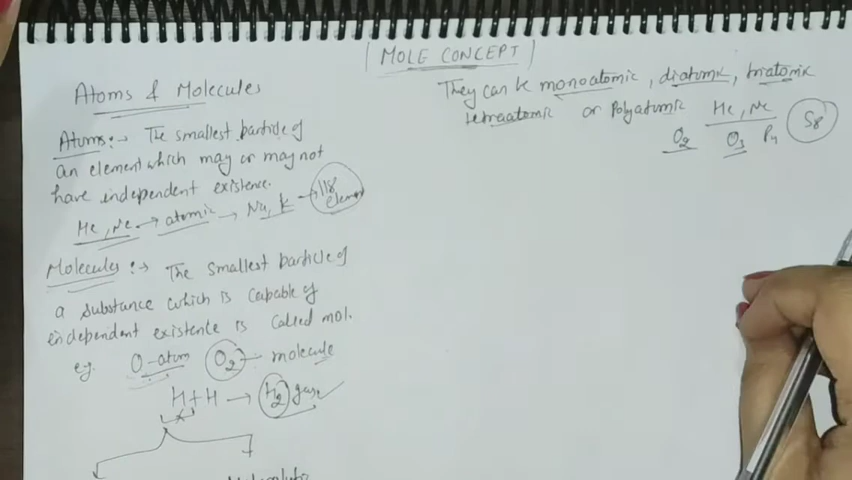 MOLE CONCEPT
Atoms & Molecules
Atoms :→ The smallest particle of
an element which may or may not
have independent existence.
He, Ne → atomic → Na, K → 118 element
Molecules :→ The smallest particle of
a substance which is capable of
independent existence is called mol.
eg. O-atom O2 — molecule
H + H → H2 gas
They can be monoatomic, diatomic, triatomic
tetraatomic or Polyatomic He, Ne
O2 O3 P4 S8